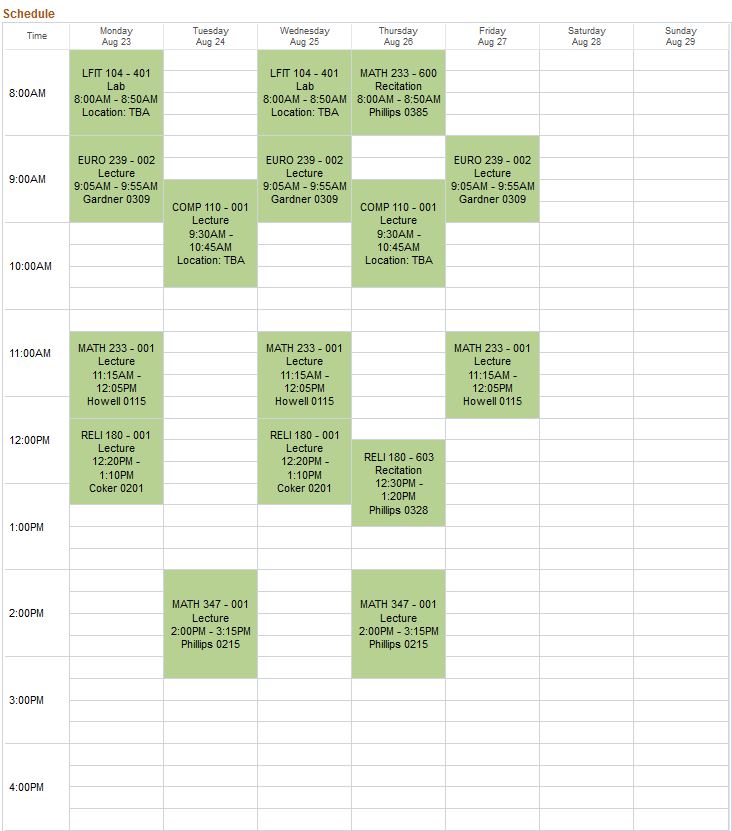 Schedule
Time
Monday
Aug 23
Tuesday
Aug 24
Wednesday
Aug 25
Thursday
Aug 26
Friday
Aug 27
Saturday
Aug 28
Sunday
Aug 29
8:00AM
LFIT 104 - 401
Lab
8:00AM - 8:50AM
Location: TBA
LFIT 104 - 401
Lab
8:00AM - 8:50AM
Location: TBA
MATH 233 - 600
Recitation
8:00AM - 8:50AM
Phillips 0385
9:00AM
EURO 239 - 002
Lecture
9:05AM - 9:55AM
Gardner 0309
COMP 110 - 001
Lecture
9:30AM -
10:45AM
Location: TBA
EURO 239 - 002
Lecture
9:05AM - 9:55AM
Gardner 0309
COMP 110 - 001
Lecture
9:30AM -
10:45AM
Location: TBA
EURO 239 - 002
Lecture
9:05AM - 9:55AM
Gardner 0309
10:00AM
11:00AM
MATH 233 - 001
Lecture
11:15AM -
12:05PM
Howell 0115
MATH 233 - 001
Lecture
11:15AM -
12:05PM
Howell 0115
MATH 233 - 001
Lecture
11:15AM -
12:05PM
Howell 0115
12:00PM
RELI 180 - 001
Lecture
12:20PM -
1:10PM
Coker 0201
RELI 180 - 001
Lecture
12:20PM -
1:10PM
Coker 0201
RELI 180 - 603
Recitation
12:30PM -
1:20PM
Phillips 0328
1:00PM
2:00PM
MATH 347 - 001
Lecture
2:00PM - 3:15PM
Phillips 0215
MATH 347 - 001
Lecture
2:00PM - 3:15PM
Phillips 0215
3:00PM
4:00PM